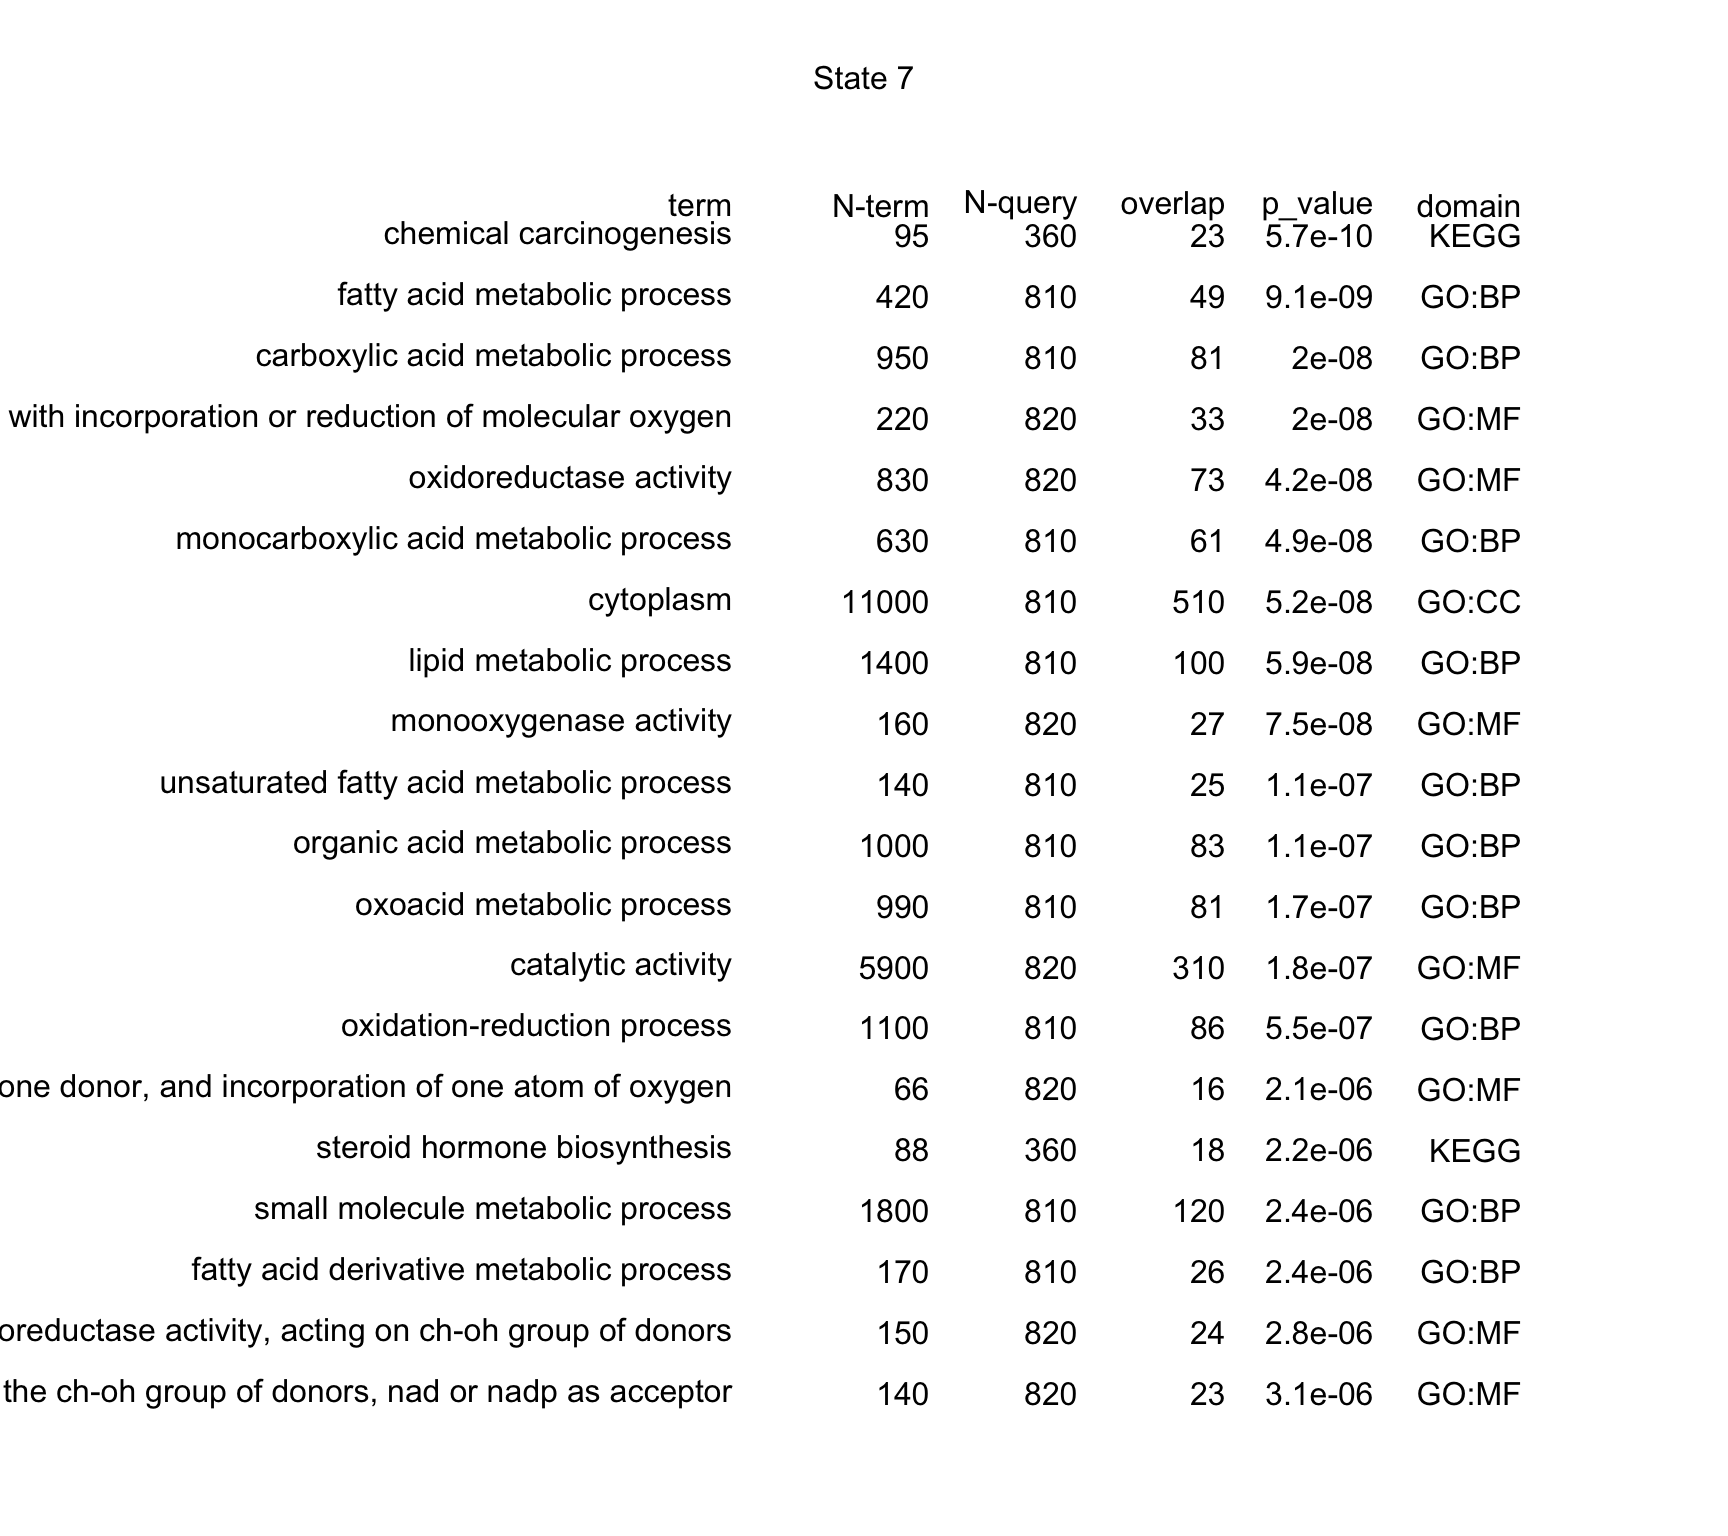 State 7
term N-term N-query overlap p_value domain
chemical carcinogenesis 95 360 23 5.7e-10 KEGG
fatty acid metabolic process 420 810 49 9.1e-09 GO:BP
carboxylic acid metabolic process 950 810 81 2e-08 GO:BP
with incorporation or reduction of molecular oxygen 220 820 33 2e-08 GO:MF
oxidoreductase activity 830 820 73 4.2e-08 GO:MF
monocarboxylic acid metabolic process 630 810 61 4.9e-08 GO:BP
cytoplasm 11000 810 510 5.2e-08 GO:CC
lipid metabolic process 1400 810 100 5.9e-08 GO:BP
monooxygenase activity 160 820 27 7.5e-08 GO:MF
unsaturated fatty acid metabolic process 140 810 25 1.1e-07 GO:BP
organic acid metabolic process 1000 810 83 1.1e-07 GO:BP
oxoacid metabolic process 990 810 81 1.7e-07 GO:BP
catalytic activity 5900 820 310 1.8e-07 GO:MF
oxidation-reduction process 1100 810 86 5.5e-07 GO:BP
one donor, and incorporation of one atom of oxygen 66 820 16 2.1e-06 GO:MF
steroid hormone biosynthesis 88 360 18 2.2e-06 KEGG
small molecule metabolic process 1800 810 120 2.4e-06 GO:BP
fatty acid derivative metabolic process 170 810 26 2.4e-06 GO:BP
oreductase activity, acting on ch-oh group of donors 150 820 24 2.8e-06 GO:MF
the ch-oh group of donors, nad or nadp as acceptor 140 820 23 3.1e-06 GO:MF